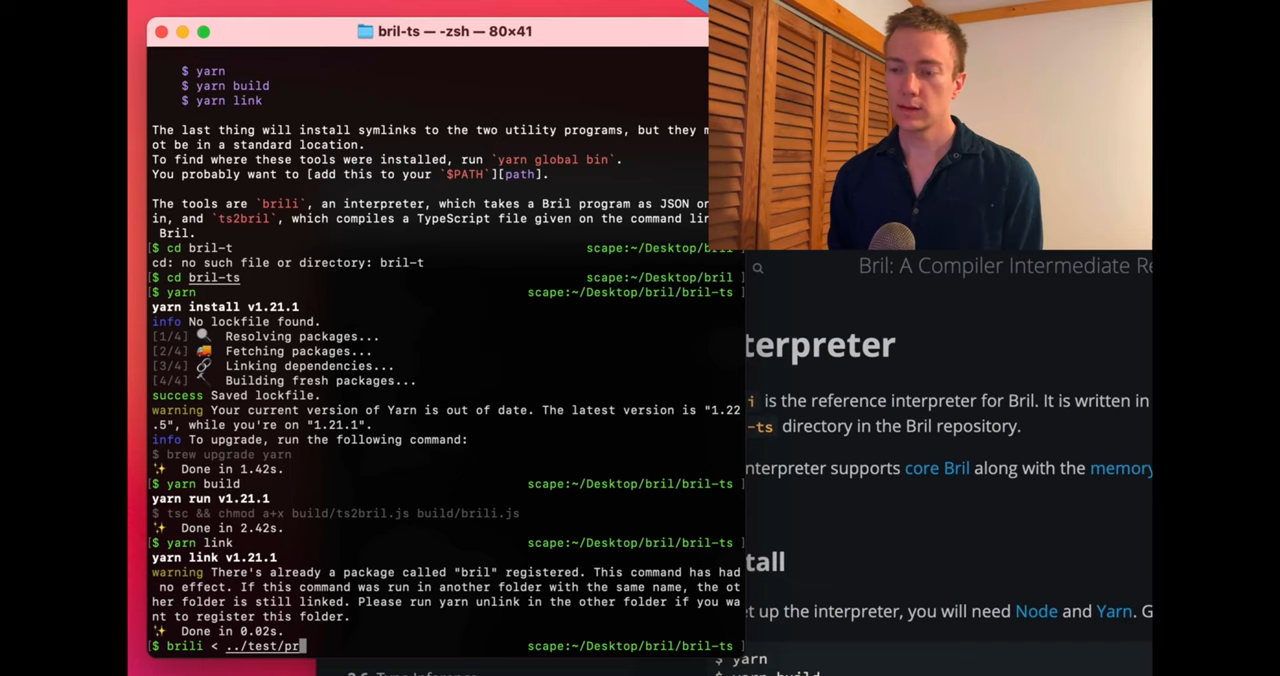 bril-ts — -zsh — 80×41
$ yarn
$ yarn build
$ yarn link
The last thing will install symlinks to the two utility programs, but they m
ot be in a standard location.
To find where these tools were installed, run `yarn global bin`.
You probably want to [add this to your `$PATH`][path].
The tools are `brili`, an interpreter, which takes a Bril program as JSON on
in, and `ts2bril`, which compiles a TypeScript file given on the command lin
Bril.
[$ cd bril-t scape:~/Desktop/bril ]
cd: no such file or directory: bril-t
[$ cd bril-ts scape:~/Desktop/bril ]
[$ yarn scape:~/Desktop/bril/bril-ts ]
yarn install v1.21.1
info No lockfile found.
[1/4] 🔍 Resolving packages...
[2/4] 🚚 Fetching packages...
[3/4] 🔗 Linking dependencies...
[4/4] 🔨 Building fresh packages...
success Saved lockfile.
warning Your current version of Yarn is out of date. The latest version is "1.22
.5", while you're on "1.21.1".
info To upgrade, run the following command:
$ brew upgrade yarn
✨ Done in 1.42s.
[$ yarn build scape:~/Desktop/bril/bril-ts ]
yarn run v1.21.1
$ tsc && chmod a+x build/ts2bril.js build/brili.js
✨ Done in 2.42s.
[$ yarn link scape:~/Desktop/bril/bril-ts ]
yarn link v1.21.1
warning There's already a package called "bril" registered. This command has had
no effect. If this command was run in another folder with the same name, the ot
her folder is still linked. Please run yarn unlink in the other folder if you wa
nt to register this folder.
✨ Done in 0.02s.
[$ brili < ../test/pr scape:~/Desktop/bril/bril-ts ]
Bril: A Compiler Intermediate Re
terpreter
i is the reference interpreter for Bril. It is written in
-ts directory in the Bril repository.
nterpreter supports core Bril along with the memory
tall
et up the interpreter, you will need Node and Yarn. G
$ yarn